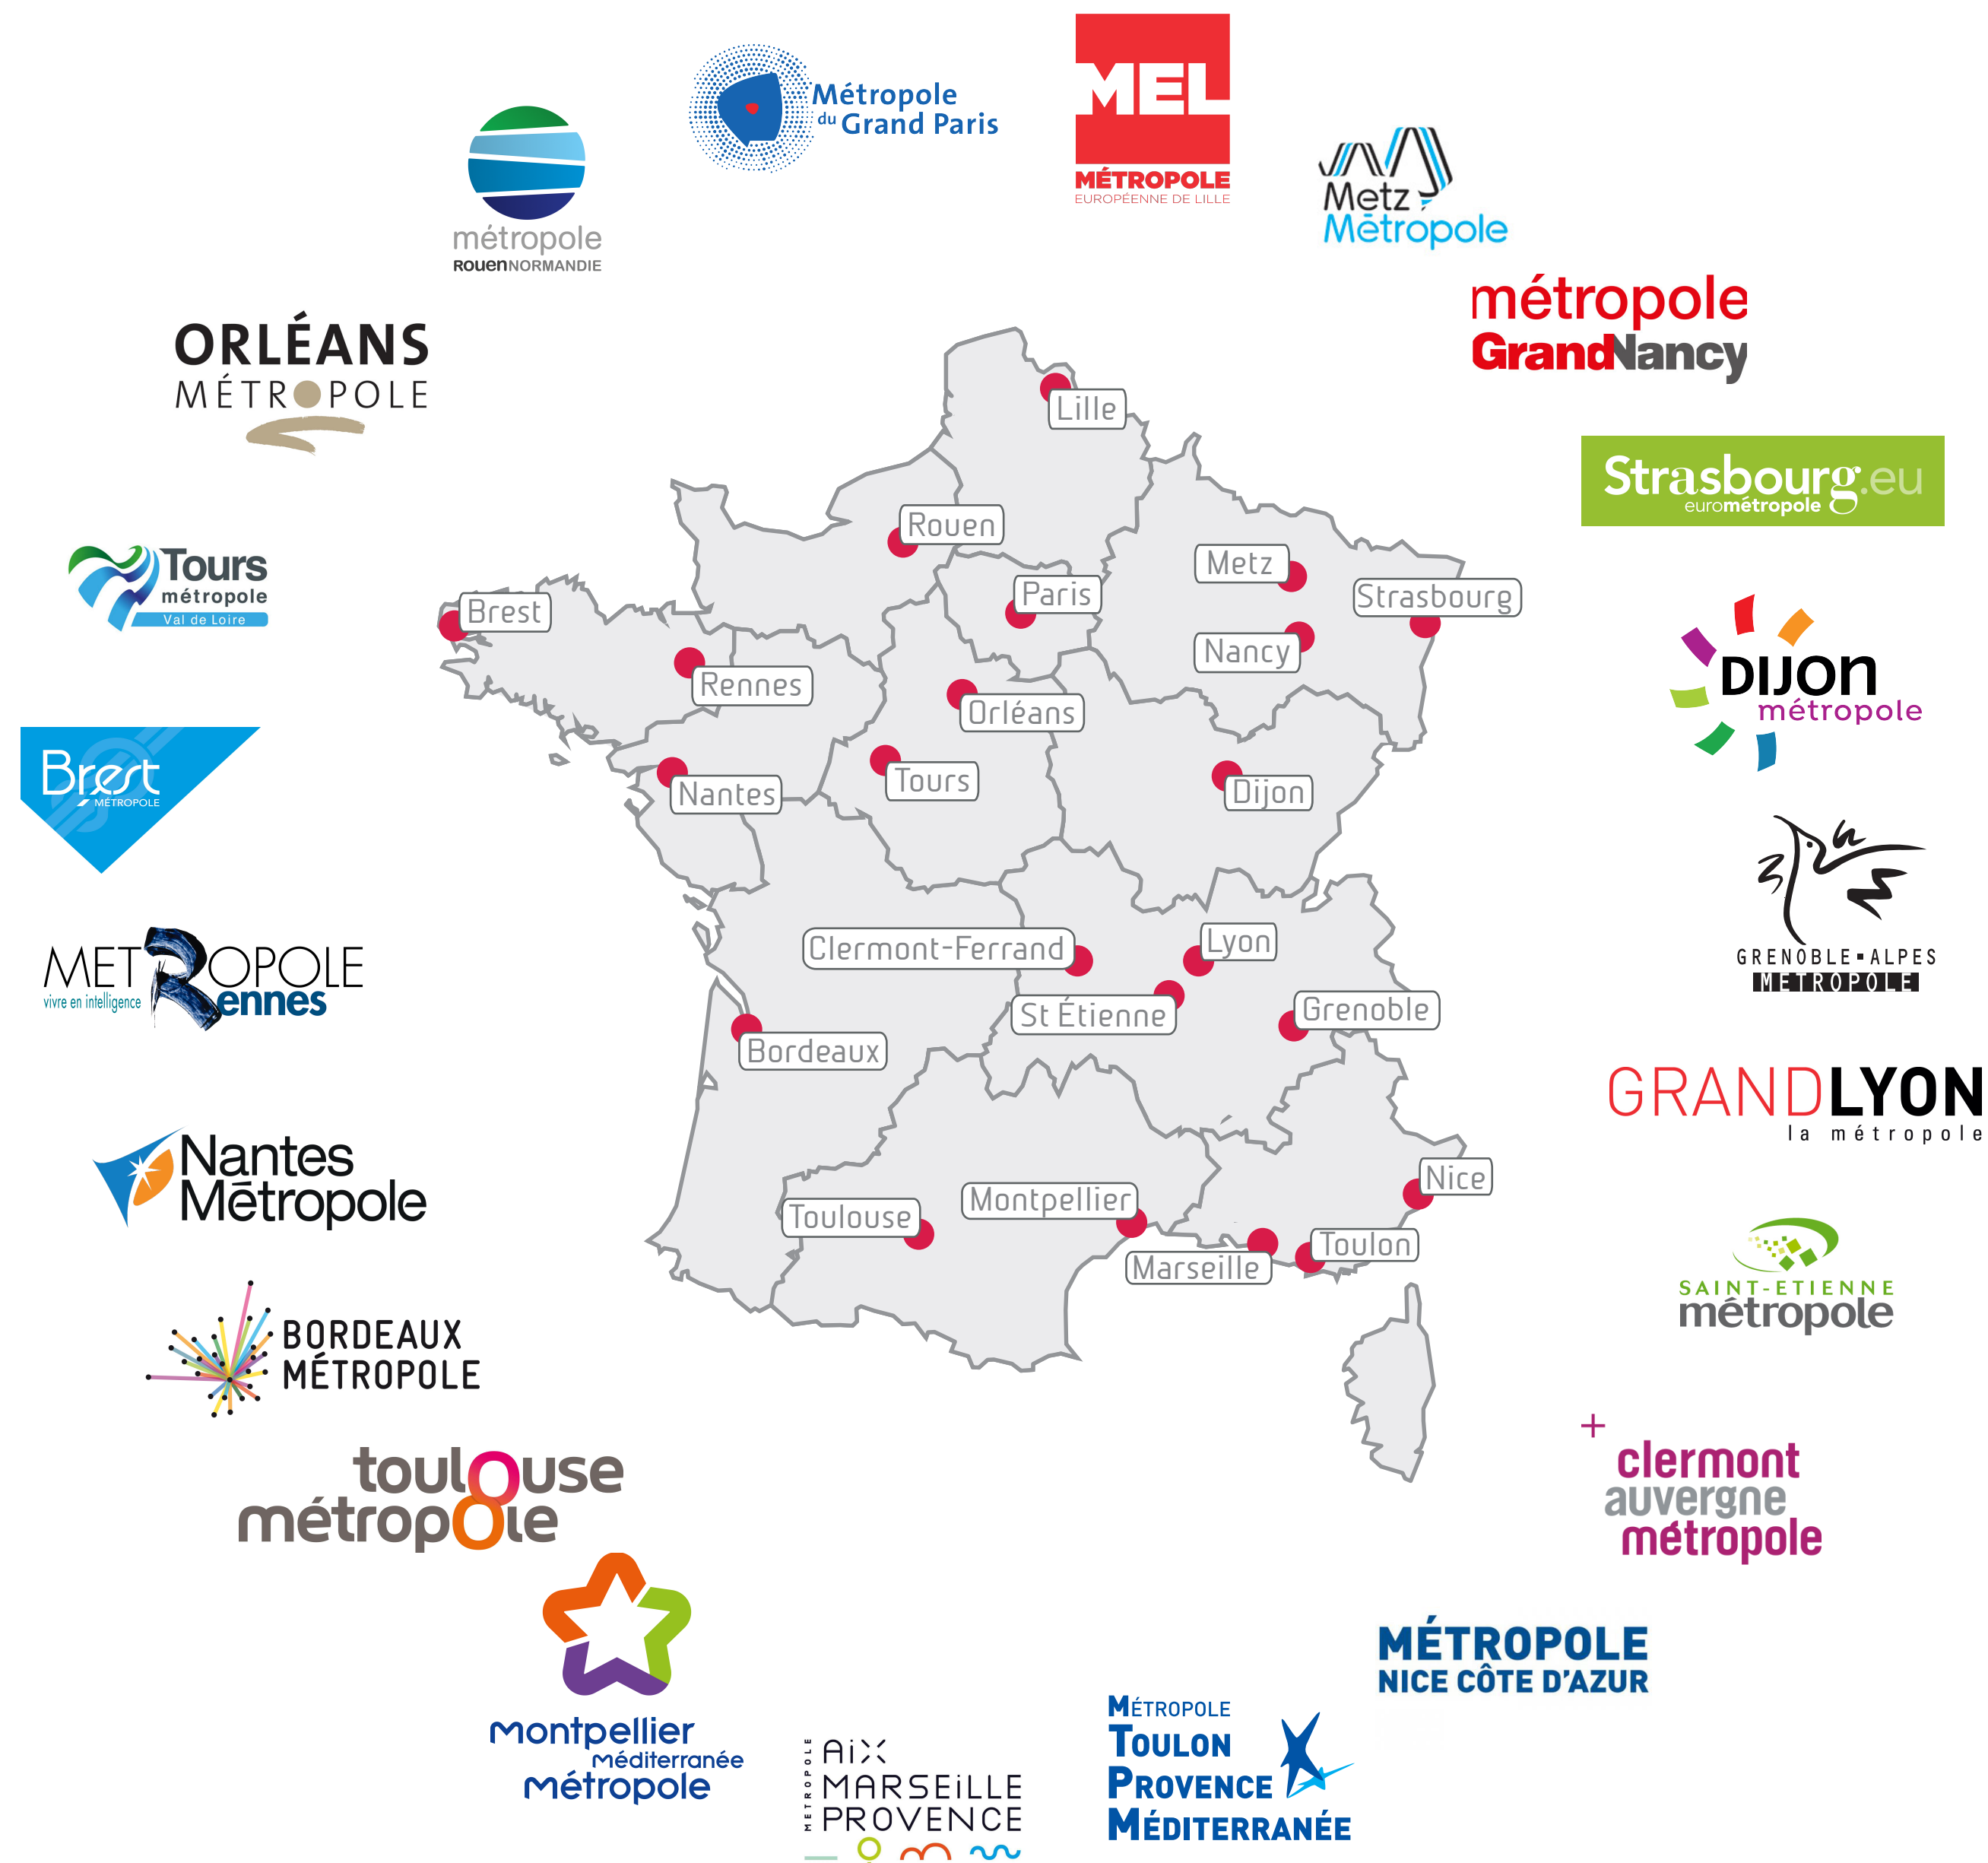 MEL
MÉTROPOLE
EUROPÉENNE DE LILLE
Métropole
du Grand Paris
métropole
ROUENNORMANDIE
Metz
Métropole
métropole
GrandNancy
ORLÉANS
MÉTROPOLE
Strasbourg.eu
eurométropole
Tours
métropole
Val de Loire
DIJON
métropole
Brest
MÉTROPOLE
GRENOBLE-ALPES
METROPOLE
METROPOLE
vivre en intelligence
Rennes
GRANDLYON
la métropole
Nantes
Métropole
SAINT-ETIENNE
métropole
BORDEAUX
MÉTROPOLE
+
clermont
auvergne
métropole
toulouse
métropole
MÉTROPOLE
NICE CÔTE D'AZUR
montpellier
méditerranée
métropole
METROPOLE
AiX
MARSEiLLE
PROVENCE
MÉTROPOLE
TOULON
PROVENCE
MÉDITERRANÉE
Lille
Rouen
Metz
Paris
Strasbourg
Brest
Nancy
Rennes
Orléans
Tours
Dijon
Nantes
Lyon
Clermont-Ferrand
Grenoble
St Étienne
Bordeaux
Nice
Montpellier
Toulouse
Toulon
Marseille